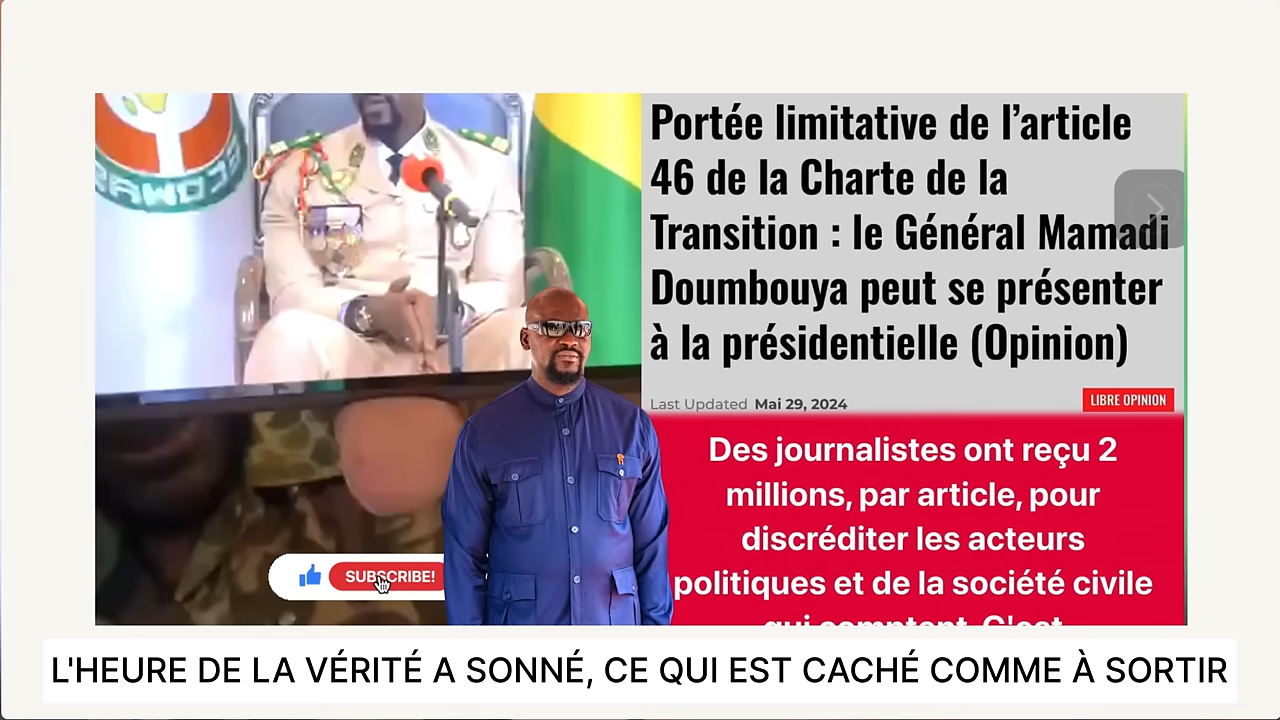 Portée limitative de l'article
46 de la Charte de la
Transition : le Général Mamadi
Doumbouya peut se présenter
à la présidentielle (Opinion)
Last Updated Mai 29, 2024
LIBRE OPINION
Des journalistes ont reçu 2
millions, par article, pour
discréditer les acteurs
politiques et de la société civile
qui comptent. C'est
SUBSCRIBE!
L'HEURE DE LA VÉRITÉ A SONNÉ, CE QUI EST CACHÉ COMME À SORTIR